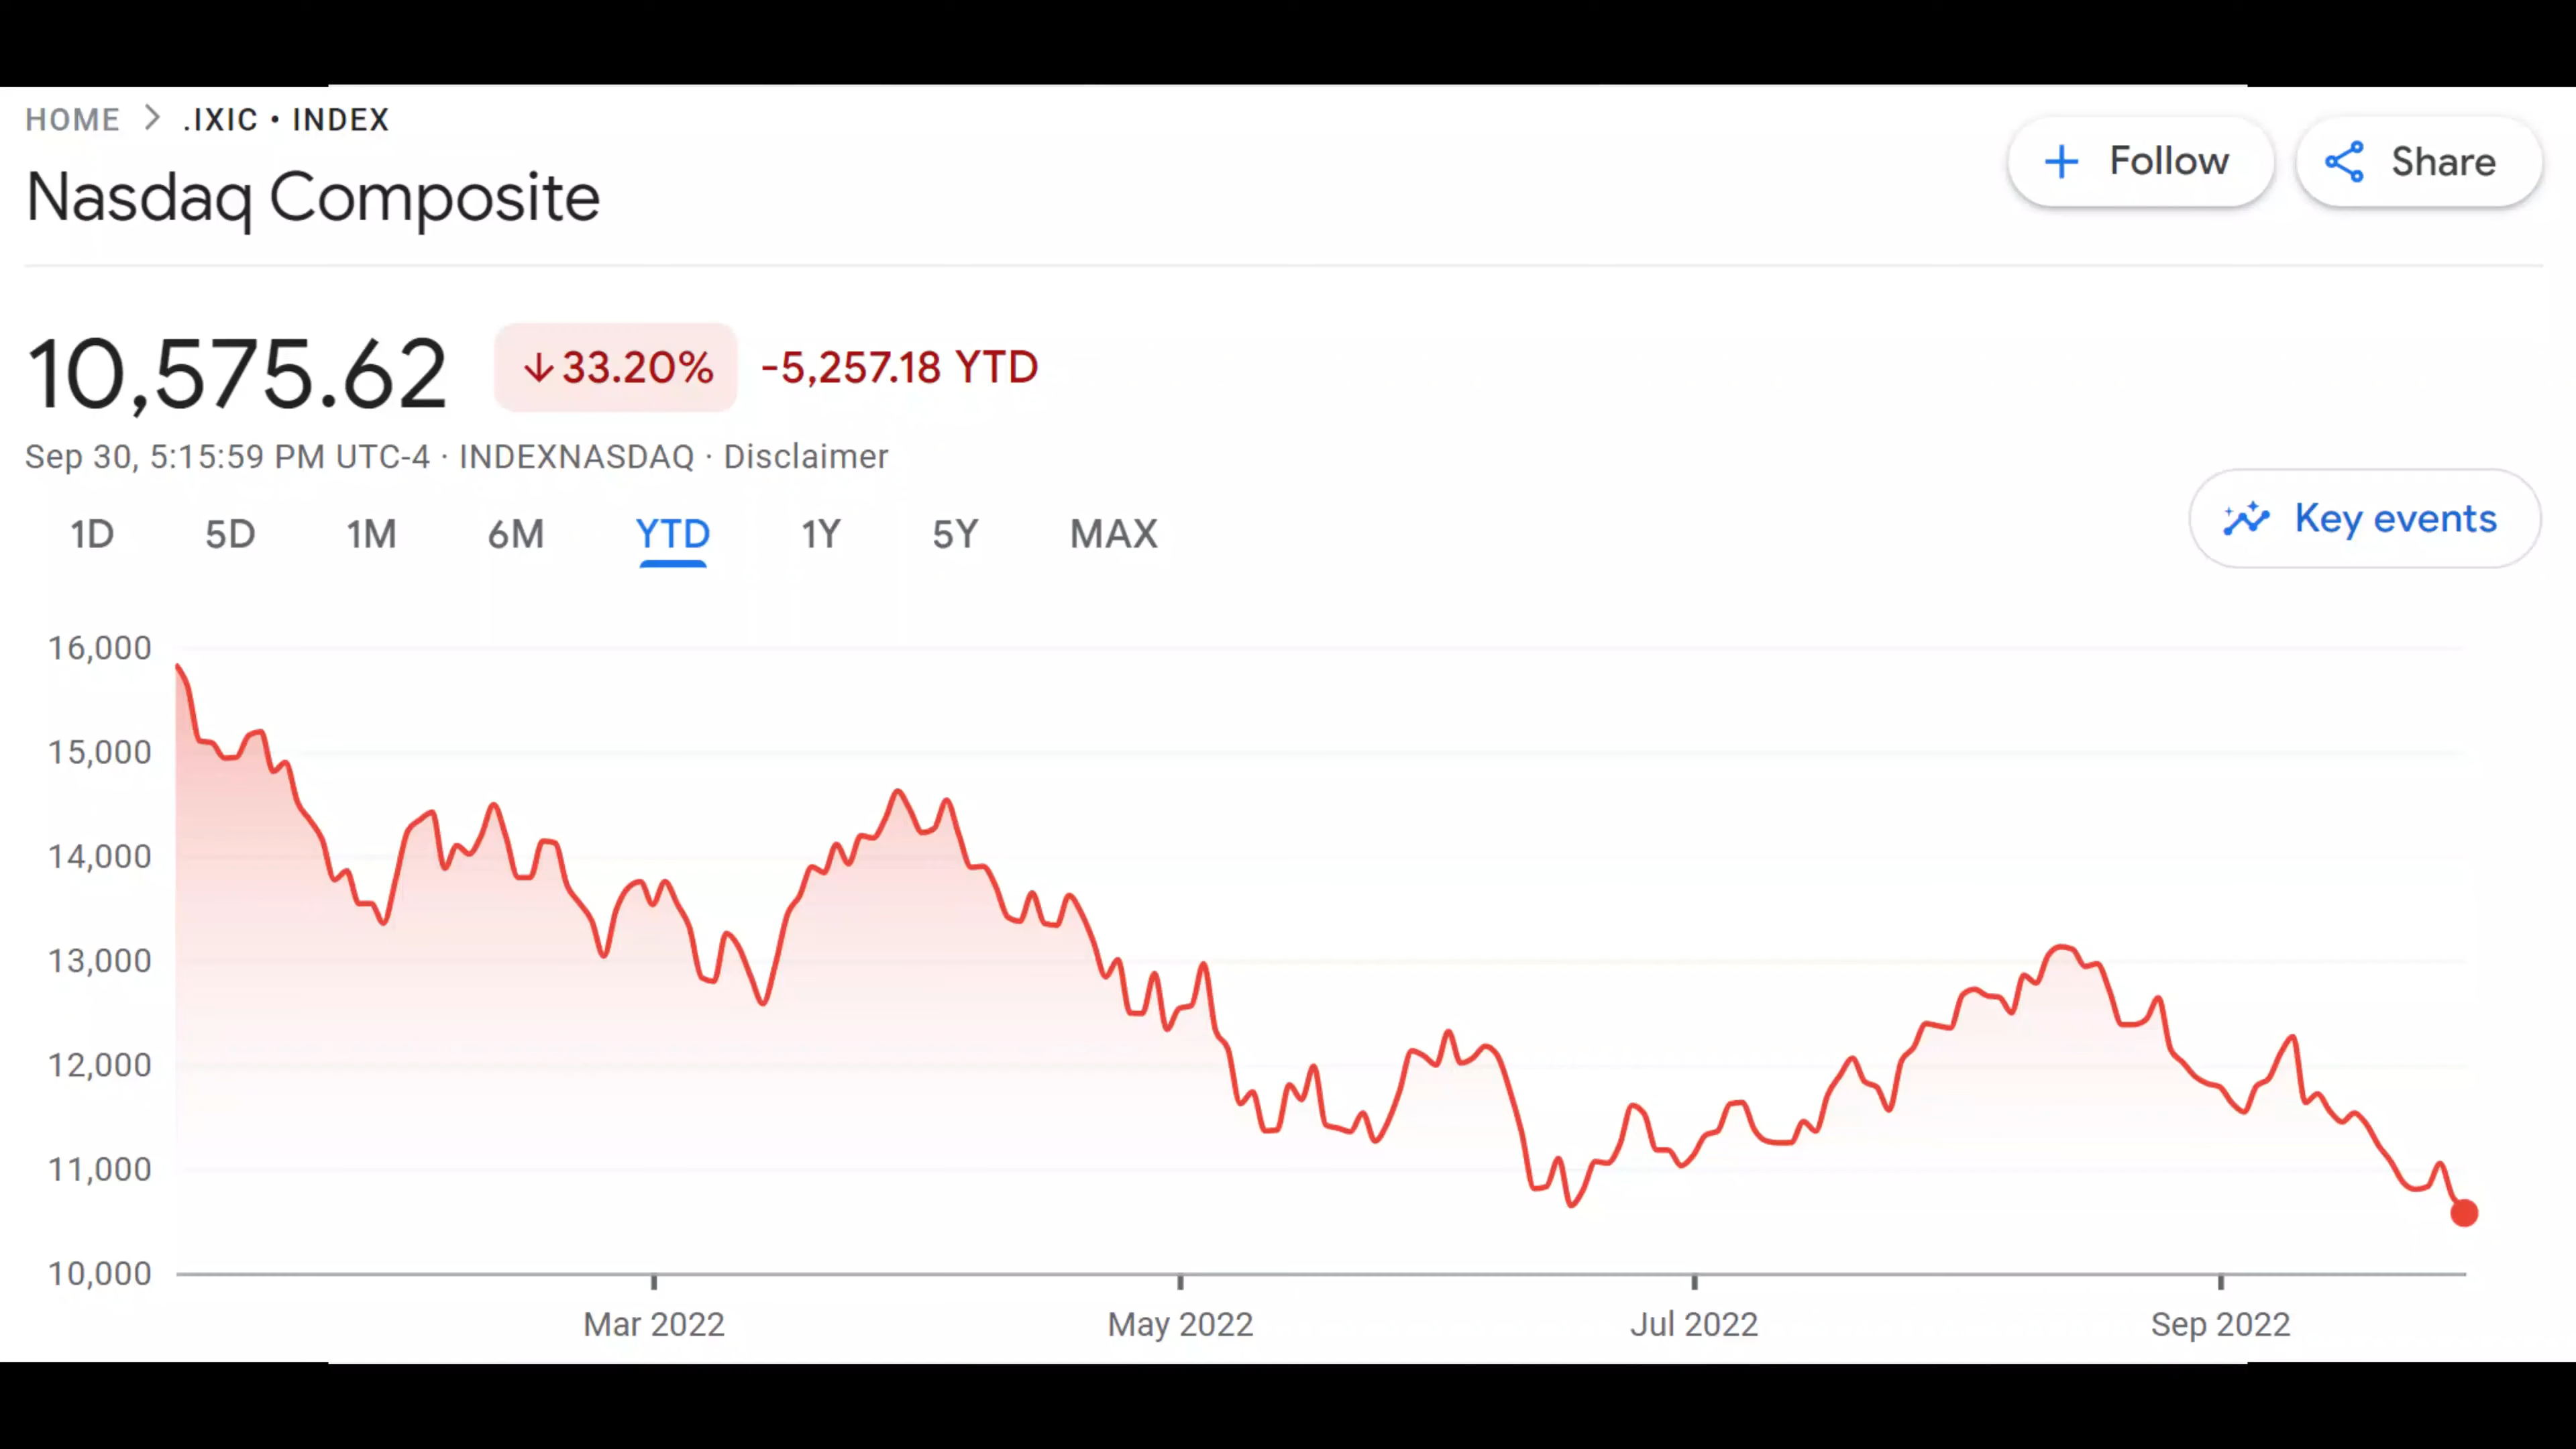 HOME > .IXIC • INDEX
Nasdaq Composite
+ Follow
Share
10,575.62 ↓33.20% -5,257.18 YTD
Sep 30, 5:15:59 PM UTC-4 · INDEXNASDAQ · Disclaimer
1D 5D 1M 6M YTD 1Y 5Y MAX
Key events
16,000
15,000
14,000
13,000
12,000
11,000
10,000
Mar 2022 May 2022 Jul 2022 Sep 2022